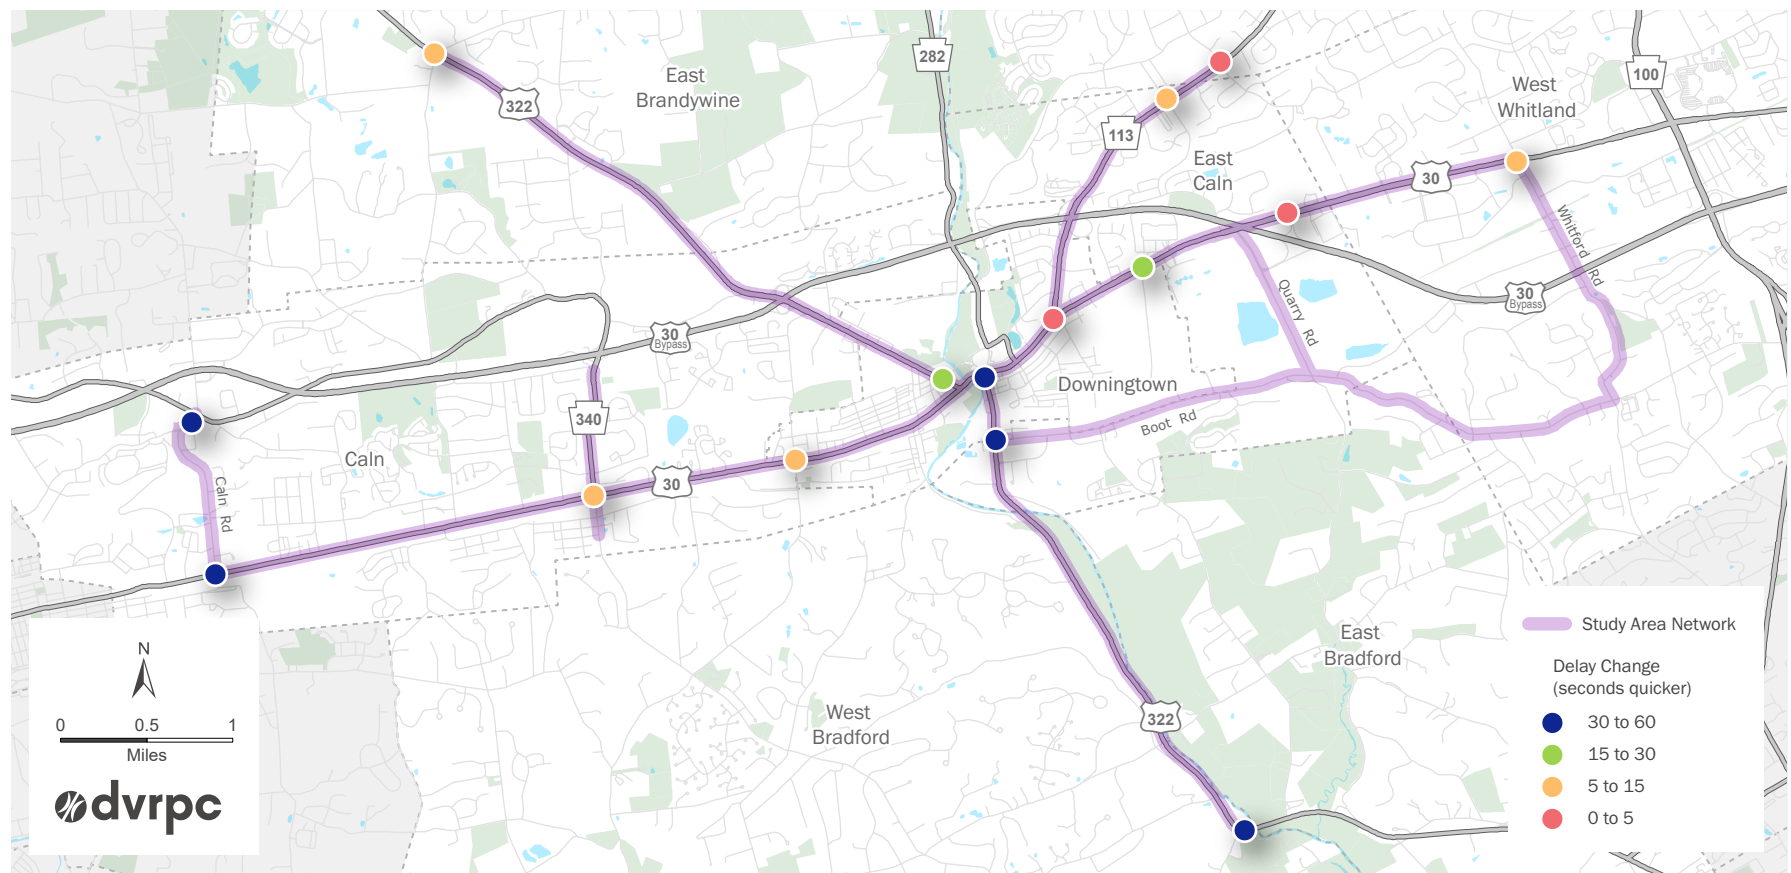 282
100
East
Brandywine
West
Whitland
322
113
East
Caln
30
Whitford Rd
Quarry Rd
30
Bypass
30
Bypass
Downingtown
340
Boot Rd
Caln
30
Caln Rd
East
Bradford
West
Bradford
322
N
0 0.5 1
Miles
dvrpc
Study Area Network
Delay Change
(seconds quicker)
30 to 60
15 to 30
5 to 15
0 to 5